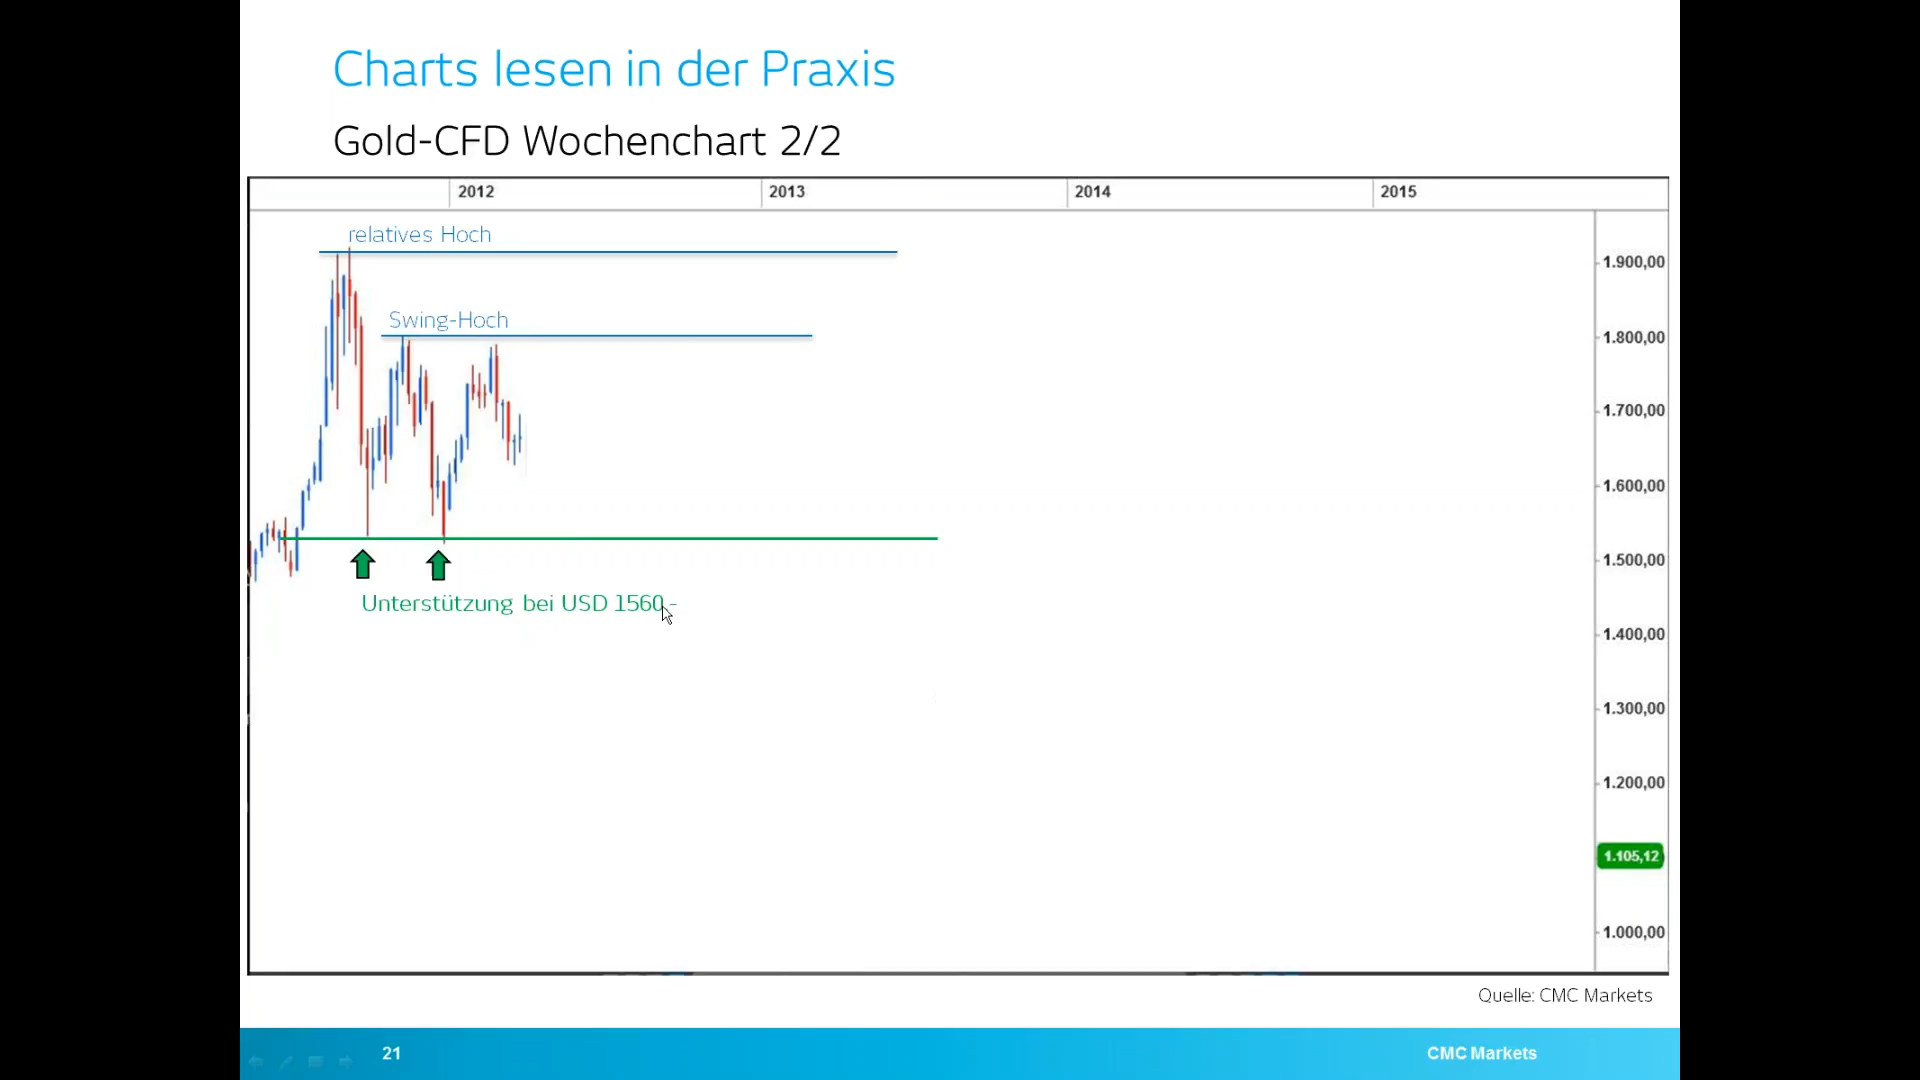 Charts lesen in der Praxis
Gold-CFD Wochenchart 2/2
2012 2013 2014 2015
relatives Hoch
1.900,00
Swing-Hoch
1.800,00
1.700,00
1.600,00
1.500,00
Unterstützung bei USD 1560.-
1.400,00
1.300,00
1.200,00
1.105,12
1.000,00
Quelle: CMC Markets
21
CMC Markets